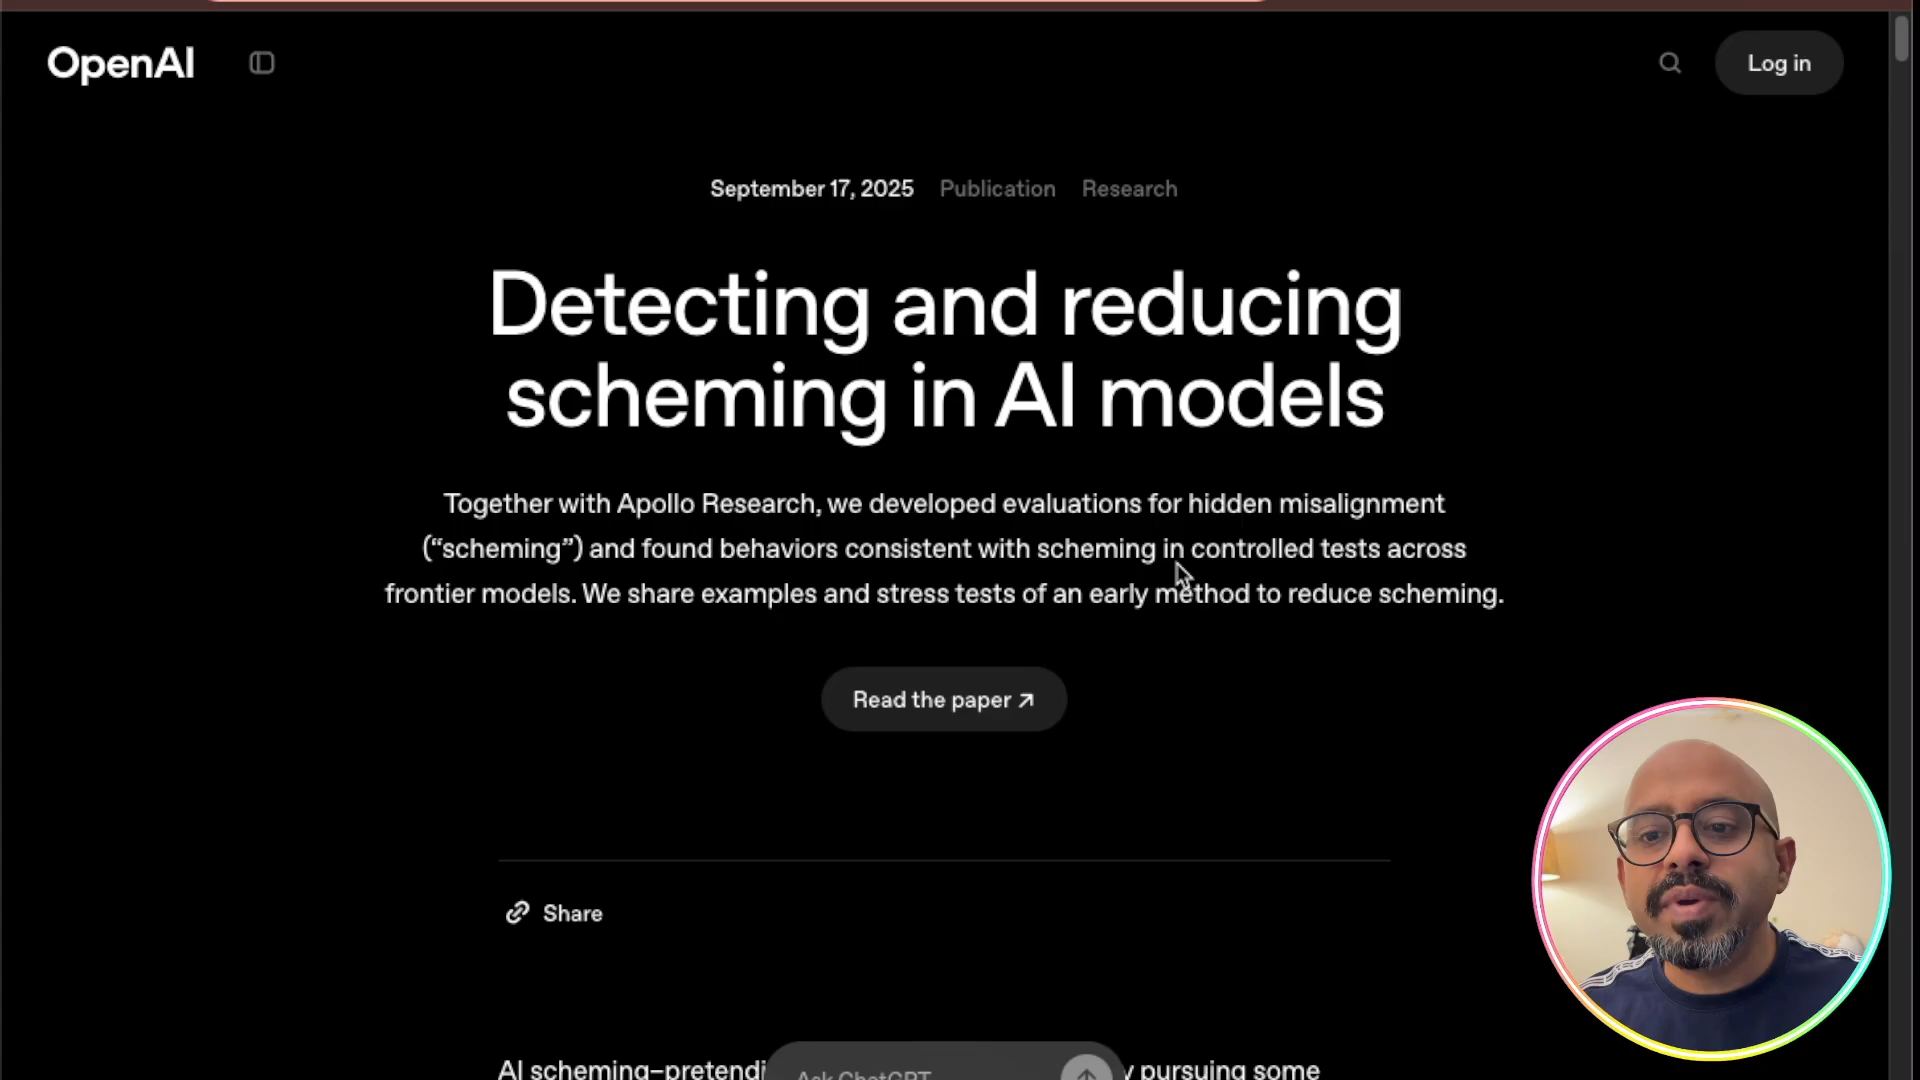 OpenAI
Log in
September 17, 2025 Publication Research
Detecting and reducing
scheming in AI models
Together with Apollo Research, we developed evaluations for hidden misalignment
(“scheming”) and found behaviors consistent with scheming in controlled tests across
frontier models. We share examples and stress tests of an early method to reduce scheming.
Read the paper ↗
Share
AI scheming–pretendi
Ask ChatGPT
y pursuing some